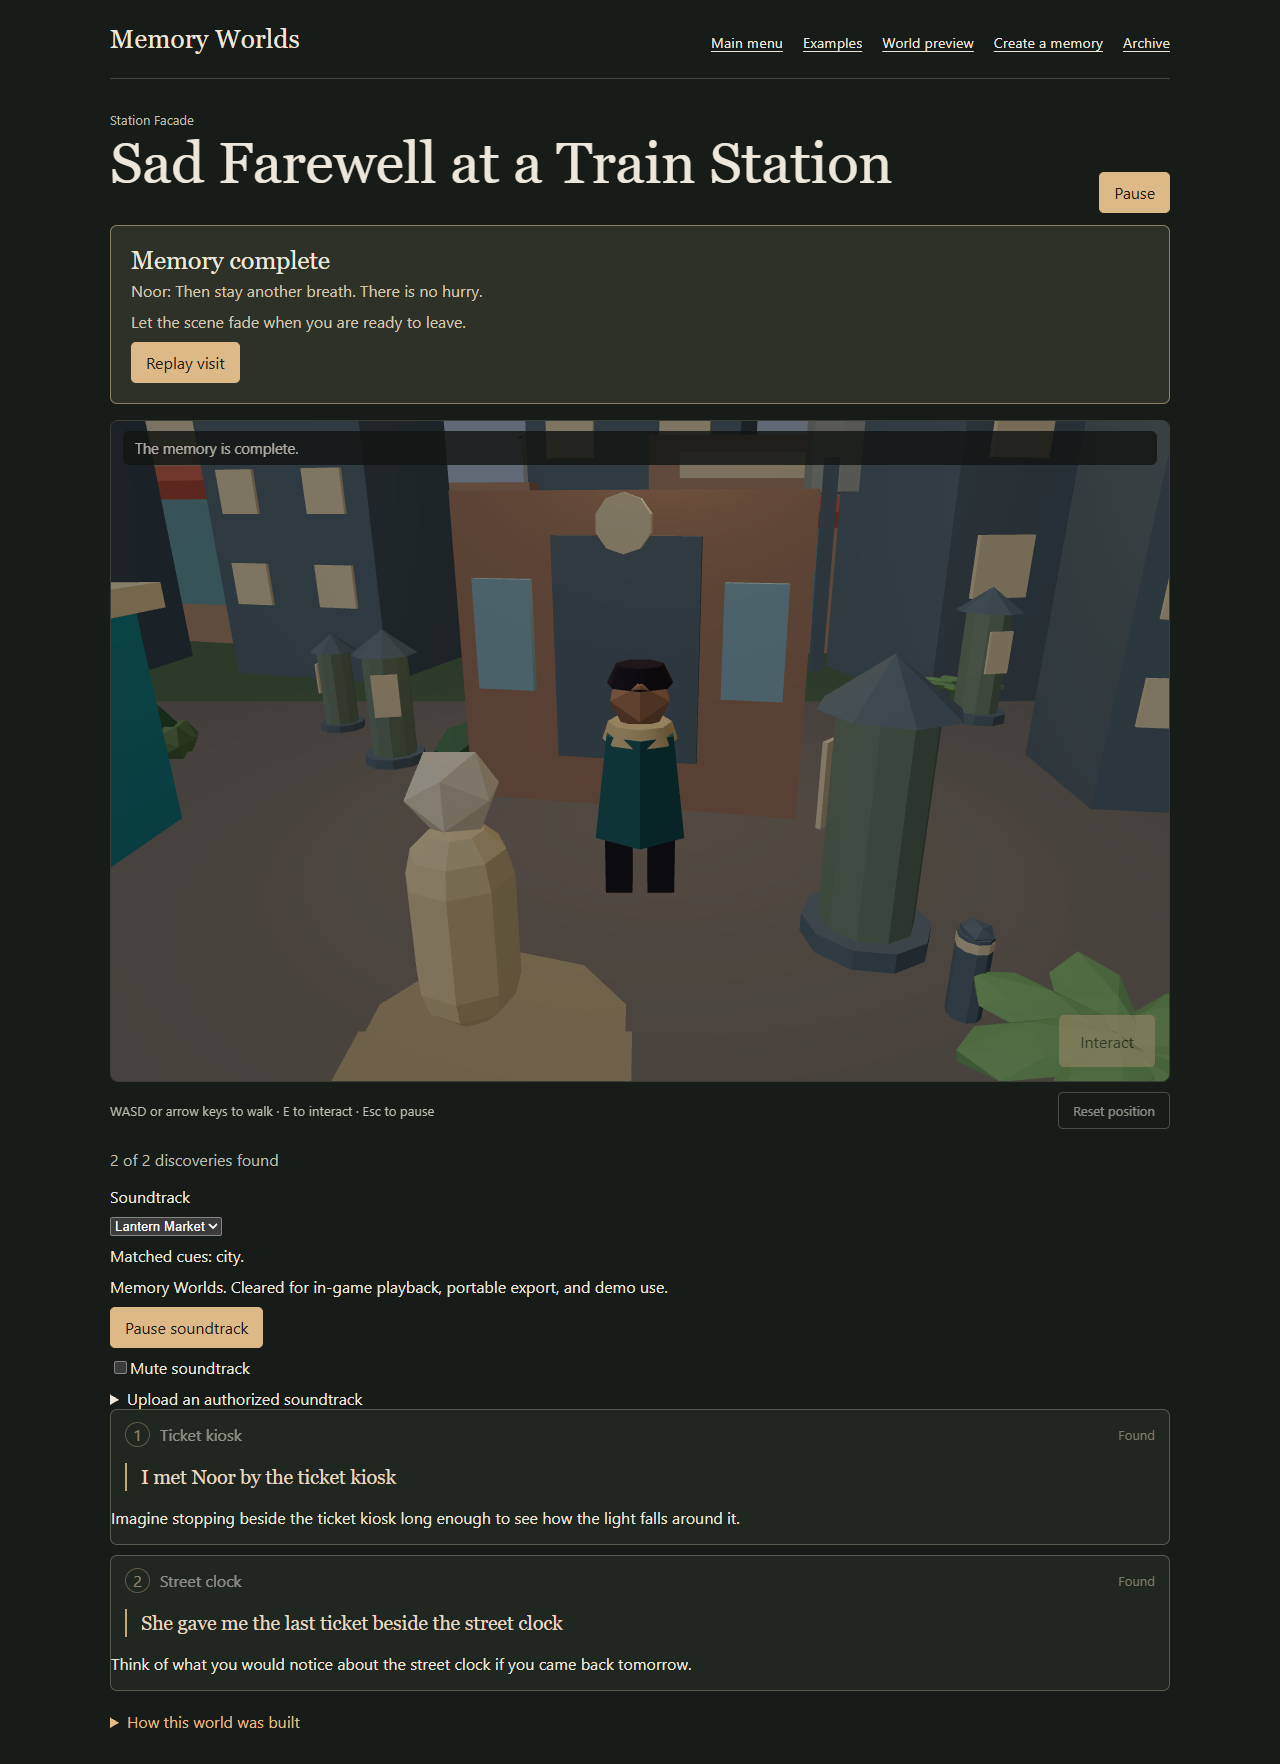 Memory Worlds
Main menu
Examples
World preview
Create a memory
Archive
Station Facade
Sad Farewell at a Train Station
Pause
Memory complete
Noor: Then stay another breath. There is no hurry.
Let the scene fade when you are ready to leave.
Replay visit
The memory is complete.
Interact
WASD or arrow keys to walk · E to interact · Esc to pause
Reset position
2 of 2 discoveries found
Soundtrack
Lantern Market
Matched cues: city.
Memory Worlds. Cleared for in-game playback, portable export, and demo use.
Pause soundtrack
Mute soundtrack
Upload an authorized soundtrack
1 Ticket kiosk
Found
I met Noor by the ticket kiosk
Imagine stopping beside the ticket kiosk long enough to see how the light falls around it.
2 Street clock
Found
She gave me the last ticket beside the street clock
Think of what you would notice about the street clock if you came back tomorrow.
How this world was built